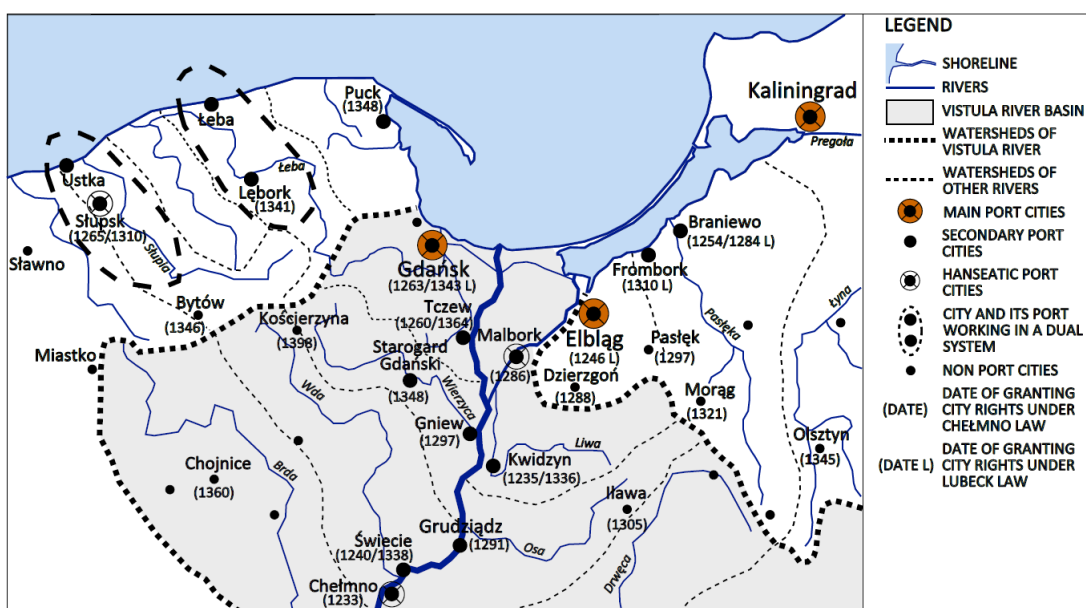 Puck
(1348)
Łeba
Łeba
Ustka
Lębork
(1341)
Słupsk
(1265/1310)
Słupia
Sławno
Bytów
(1346)
Miastko
Kościerzyna
(1398)
Gdańsk
(1263/1343 L)
Tczew
(1260/1364)
Starogard
Gdański
(1348)
Malbork
(1286)
Wierzyca
Wda
Gniew
(1297)
Chojnice
(1360)
Brda
Kwidzyn
(1235/1336)
Liwa
Grudziądz
(1291)
Osa
Świecie
(1240/1338)
Chełmno
(1233)
Iława
(1305)
Drwęca
Kaliningrad
Pregoła
Braniewo
(1254/1284 L)
Frombork
(1310 L)
Pasłęka
Łyna
Elbląg
(1246 L)
Pasłęk
(1297)
Dzierzgoń
(1288)
Morąg
(1321)
Olsztyn
(1345)
LEGEND
SHORELINE
RIVERS
VISTULA RIVER BASIN
WATERSHEDS OF
VISTULA RIVER
WATERSHEDS OF
OTHER RIVERS
MAIN PORT CITIES
SECONDARY PORT
CITIES
HANSEATIC PORT
CITIES
CITY AND ITS PORT
WORKING IN A DUAL
SYSTEM
NON PORT CITIES
(DATE)
DATE OF GRANTING
CITY RIGHTS UNDER
CHEŁMNO LAW
(DATE L)
DATE OF GRANTING
CITY RIGHTS UNDER
LUBECK LAW